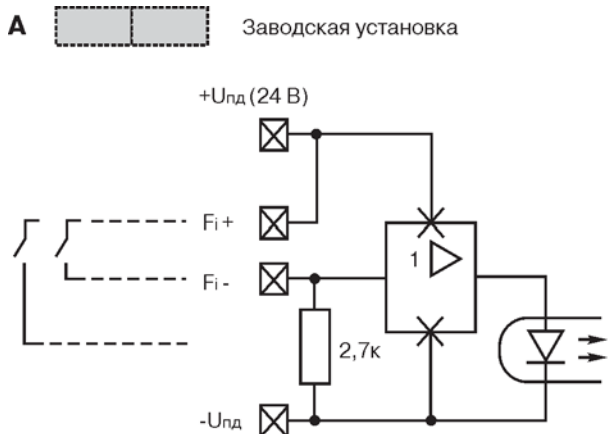 А Заводская установка
+Uпд (24 В)
Fi +
1
Fi -
2,7к
-Uпд